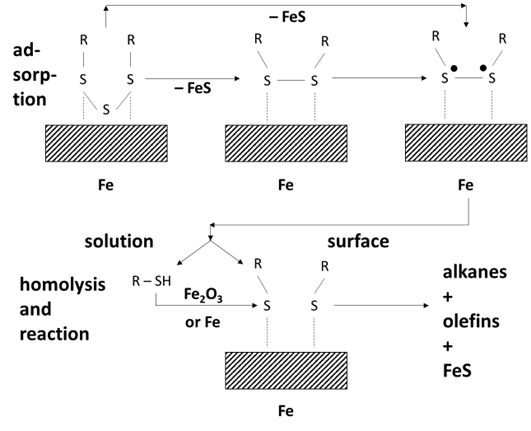 – FeS
R R R R R R
ad-
sorp-
tion
S S S S S S
S
– FeS
Fe Fe Fe
solution surface
R R
homolysis
and
reaction
R – SH
Fe₂O₃
or Fe
S S
alkanes
+
olefins
+
FeS
Fe